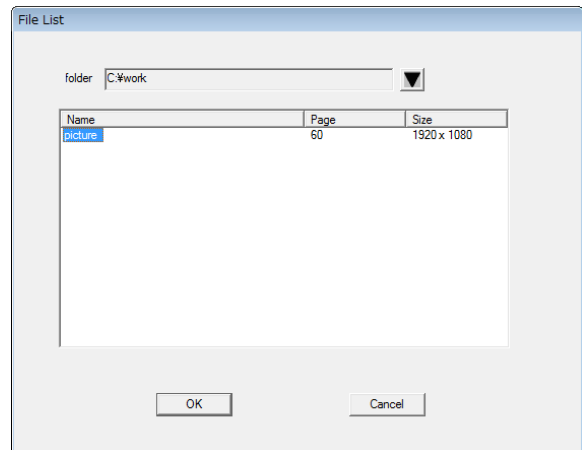 File List
folder C:¥work
Name Page Size
picture 60 1920 x 1080
OK Cancel